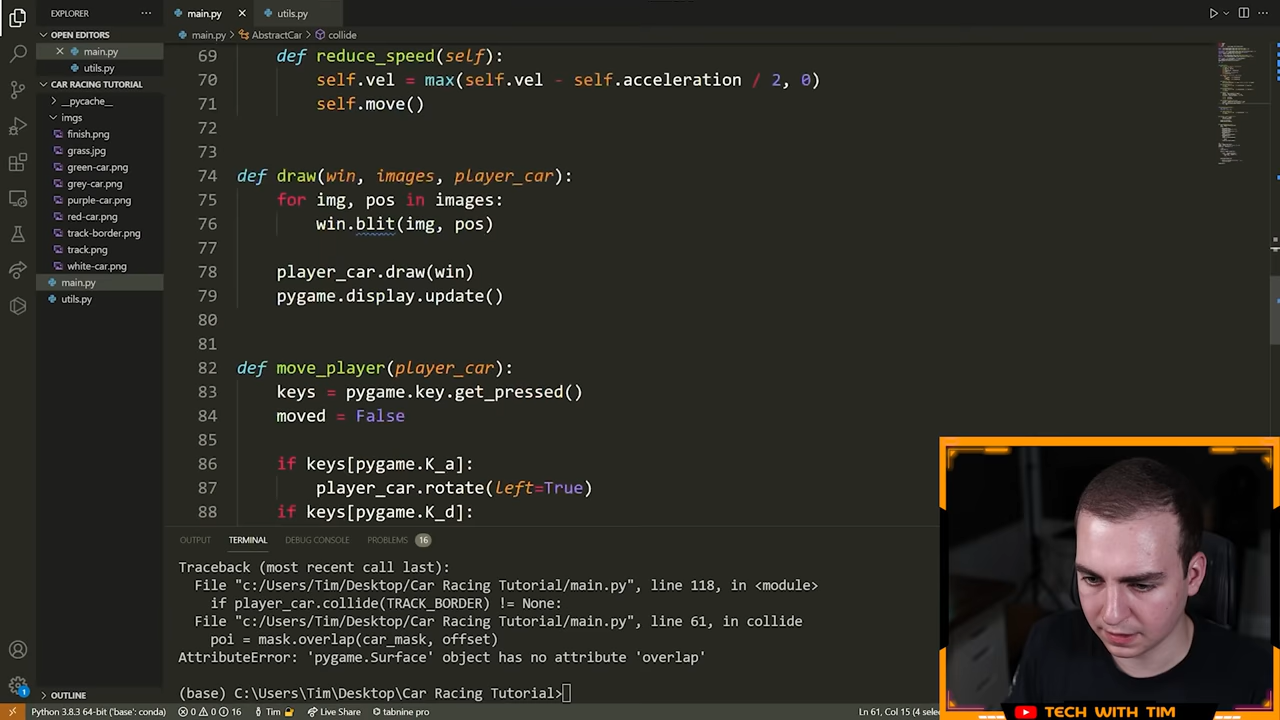 EXPLORER
···
main.py
utils.py
OPEN EDITORS
main.py > AbstractCar > collide
main.py
utils.py
CAR RACING TUTORIAL
__pycache__
imgs
finish.png
grass.jpg
green-car.png
grey-car.png
purple-car.png
red-car.png
track-border.png
track.png
white-car.png
main.py
utils.py
OUTLINE
69 def reduce_speed(self):
70 self.vel = max(self.vel - self.acceleration / 2, 0)
71 self.move()
72
73
74 def draw(win, images, player_car):
75 for img, pos in images:
76 win.blit(img, pos)
77
78 player_car.draw(win)
79 pygame.display.update()
80
81
82 def move_player(player_car):
83 keys = pygame.key.get_pressed()
84 moved = False
85
86 if keys[pygame.K_a]:
87 player_car.rotate(left=True)
88 if keys[pygame.K_d]:
OUTPUT TERMINAL DEBUG CONSOLE PROBLEMS 16
Traceback (most recent call last):
File "c:/Users/Tim/Desktop/Car Racing Tutorial/main.py", line 118, in <module>
if player_car.collide(TRACK_BORDER) != None:
File "c:/Users/Tim/Desktop/Car Racing Tutorial/main.py", line 61, in collide
poi = mask.overlap(car_mask, offset)
AttributeError: 'pygame.Surface' object has no attribute 'overlap'
(base) C:\Users\Tim\Desktop\Car Racing Tutorial>
1
Python 3.8.3 64-bit ('base': conda) 0 0 16 Tim Live Share tabnine pro Ln 61, Col 15 (4 selec
TECH WITH TIM